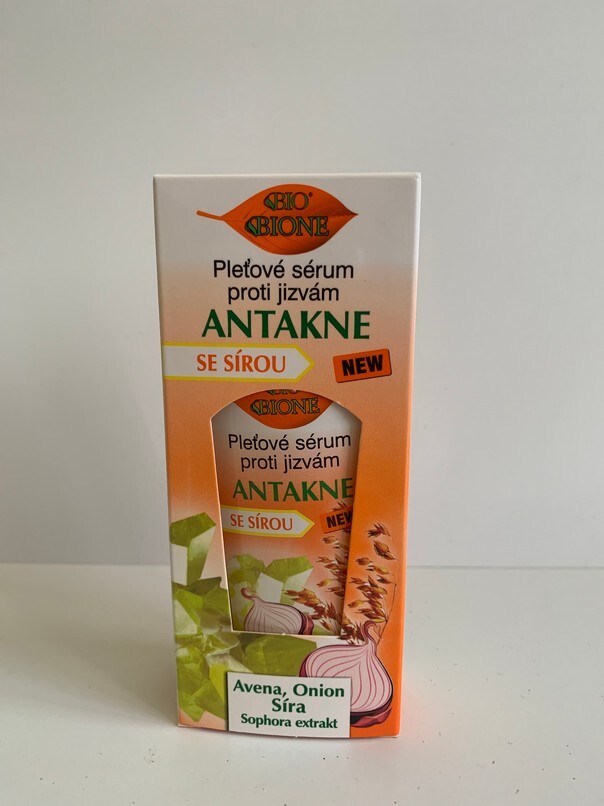 BIO
BIONE
Pleťové sérum
proti jizvám
ANTAKNE
SE SÍROU
NEW
BIO
BIONE
Pleťové sérum
proti jizvám
ANTAKNE
SE SÍROU
NEW
Avena, Onion
Síra
Sophora extrakt